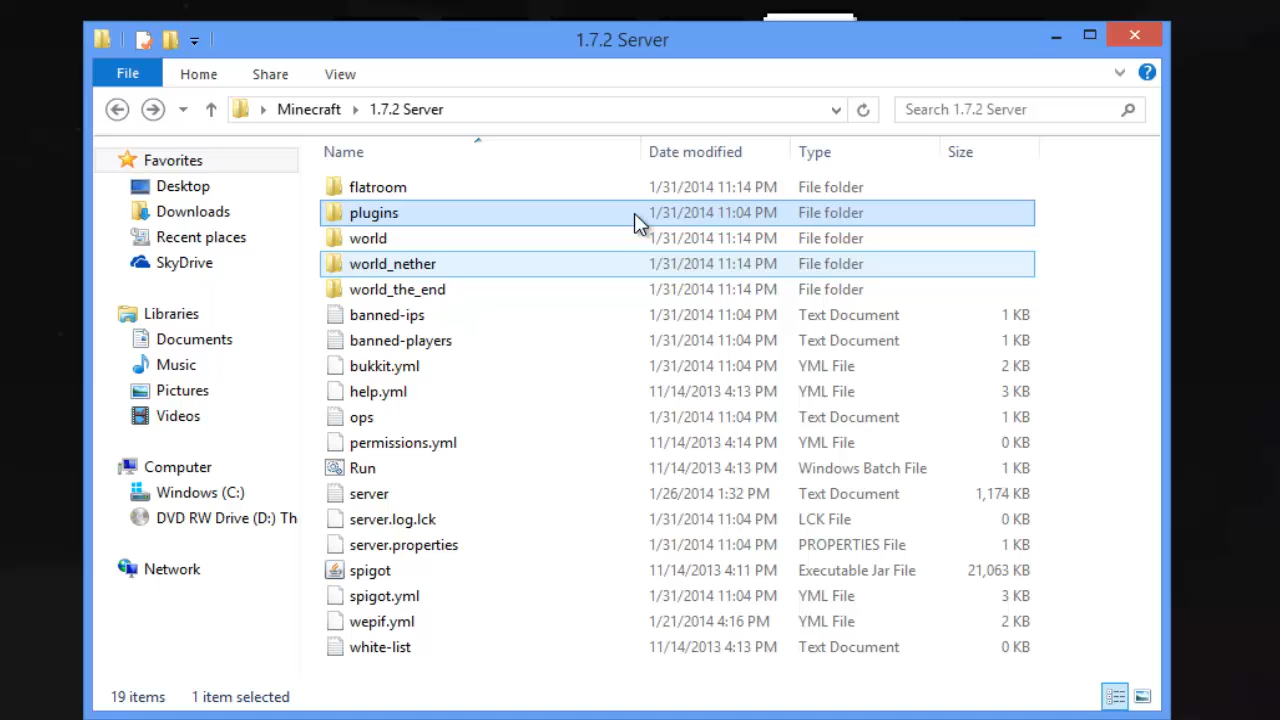 1.7.2 Server
File Home Share View
Minecraft 1.7.2 Server Search 1.7.2 Server
Name Date modified Type Size
Favorites
Desktop
Downloads
Recent places
SkyDrive
Libraries
Documents
Music
Pictures
Videos
Computer
Windows (C:)
DVD RW Drive (D:) Th
Network
flatroom 1/31/2014 11:14 PM File folder
plugins 1/31/2014 11:04 PM File folder
world 1/31/2014 11:14 PM File folder
world_nether 1/31/2014 11:14 PM File folder
world_the_end 1/31/2014 11:14 PM File folder
banned-ips 1/31/2014 11:04 PM Text Document 1 KB
banned-players 1/31/2014 11:04 PM Text Document 1 KB
bukkit.yml 1/31/2014 11:04 PM YML File 2 KB
help.yml 11/14/2013 4:13 PM YML File 3 KB
ops 1/31/2014 11:04 PM Text Document 1 KB
permissions.yml 11/14/2013 4:14 PM YML File 0 KB
Run 11/14/2013 4:13 PM Windows Batch File 1 KB
server 1/26/2014 1:32 PM Text Document 1,174 KB
server.log.lck 1/31/2014 11:04 PM LCK File 0 KB
server.properties 1/31/2014 11:04 PM PROPERTIES File 1 KB
spigot 11/14/2013 4:11 PM Executable Jar File 21,063 KB
spigot.yml 1/31/2014 11:04 PM YML File 3 KB
wepif.yml 1/21/2014 4:16 PM YML File 2 KB
white-list 11/14/2013 4:13 PM Text Document 0 KB
19 items 1 item selected